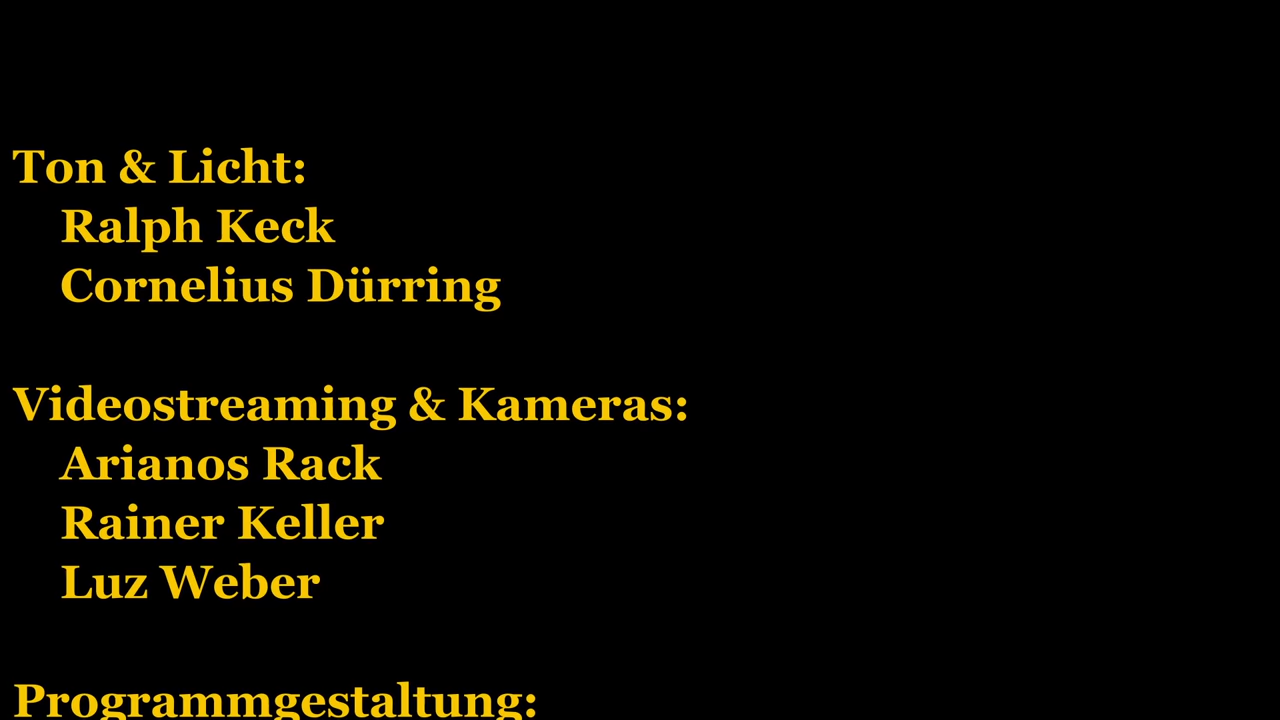 Ton & Licht:
Ralph Keck
Cornelius Dürring
Videostreaming & Kameras:
Arianos Rack
Rainer Keller
Luz Weber
Programmgestaltung: